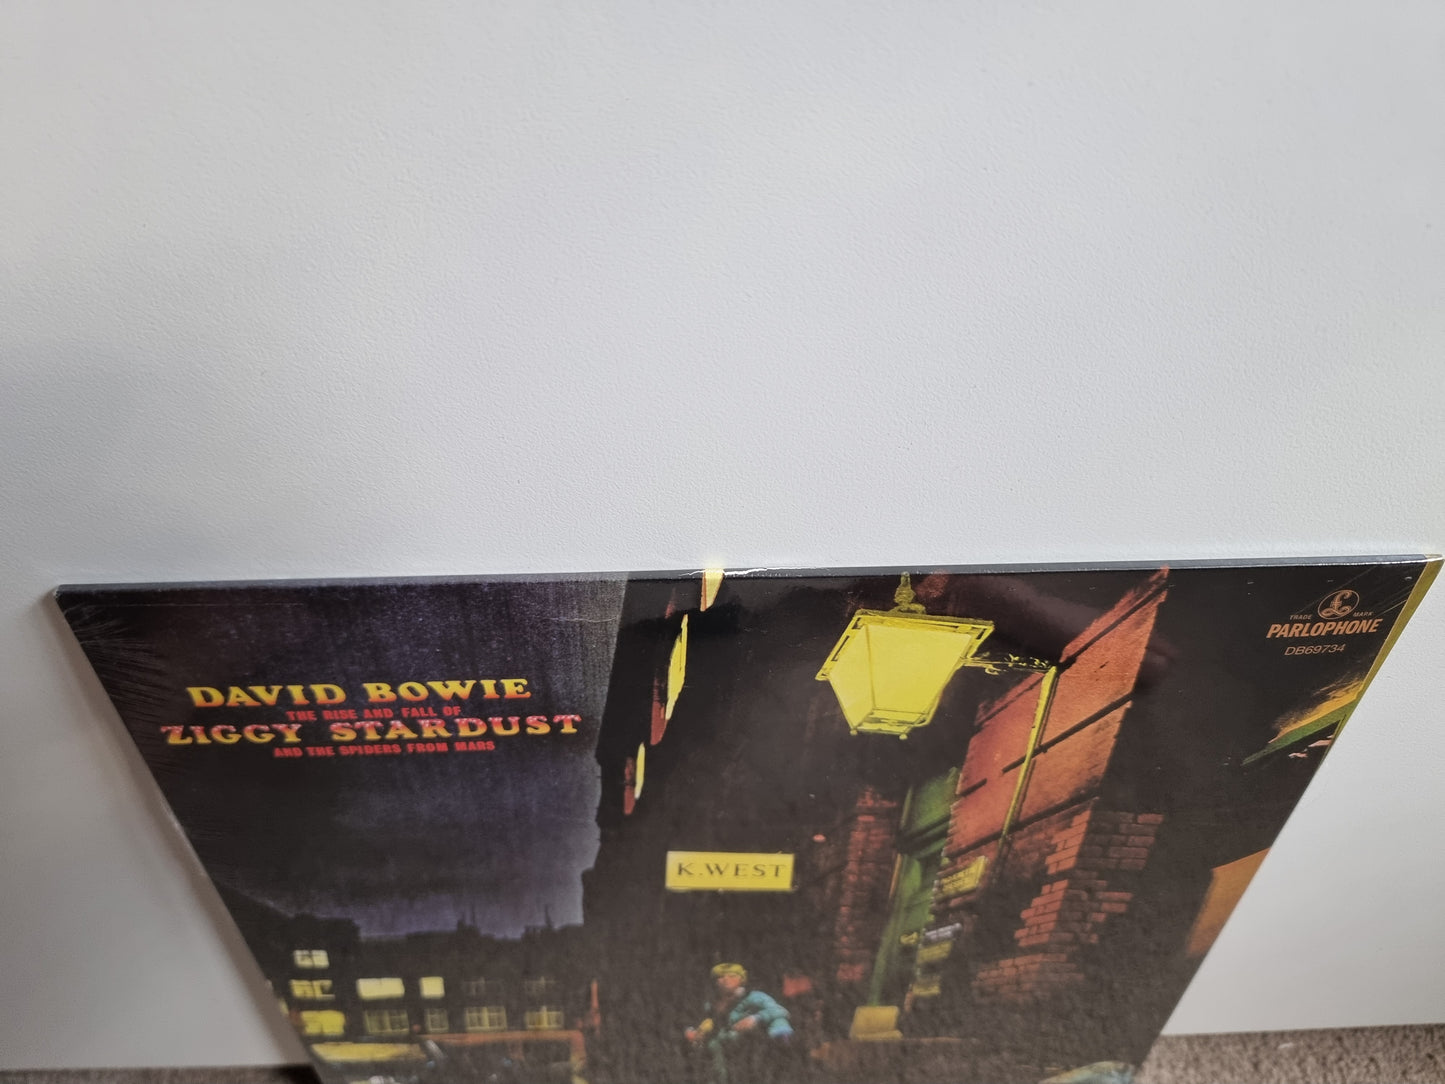 DAVID BOWIE
THE RISE AND FALL OF
ZIGGY STARDUST
AND THE SPIDERS FROM MARS
TRADE MARK
PARLOPHONE
DB69734
K.WEST